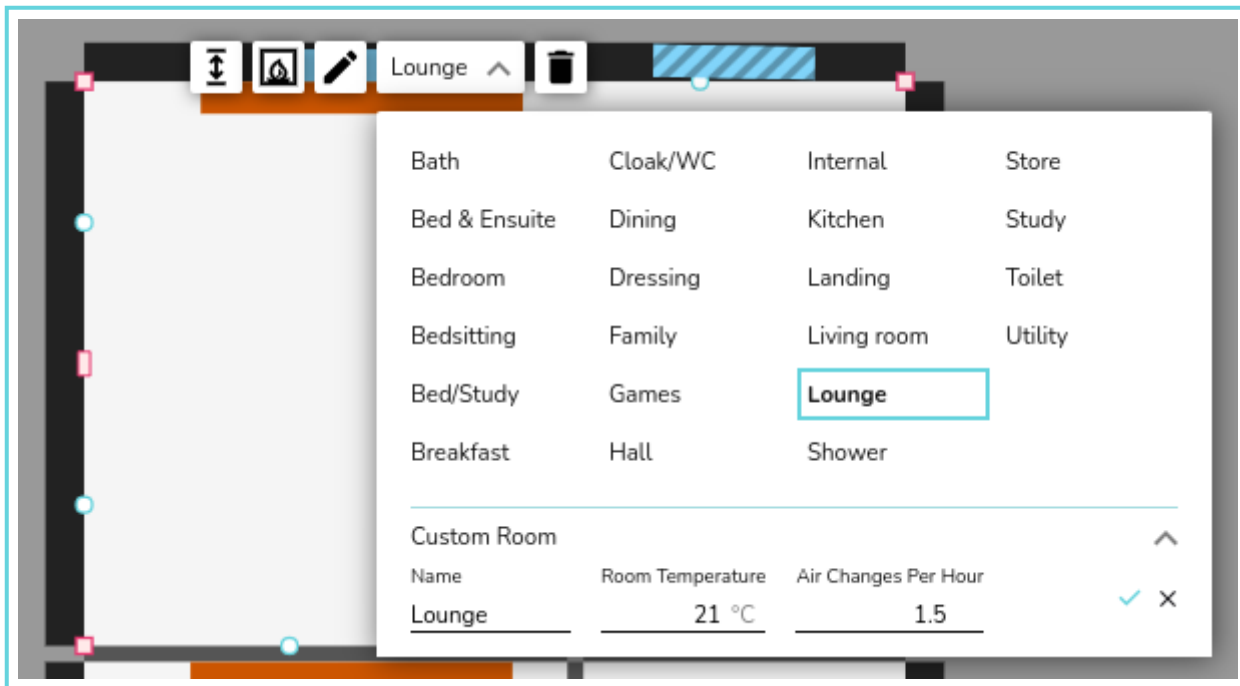 Lounge
Bath Cloak/WC Internal Store
Bed & Ensuite Dining Kitchen Study
Bedroom Dressing Landing Toilet
Bedsitting Family Living room Utility
Bed/Study Games Lounge
Breakfast Hall Shower
Custom Room
Name Room Temperature Air Changes Per Hour
Lounge 21 °C 1.5